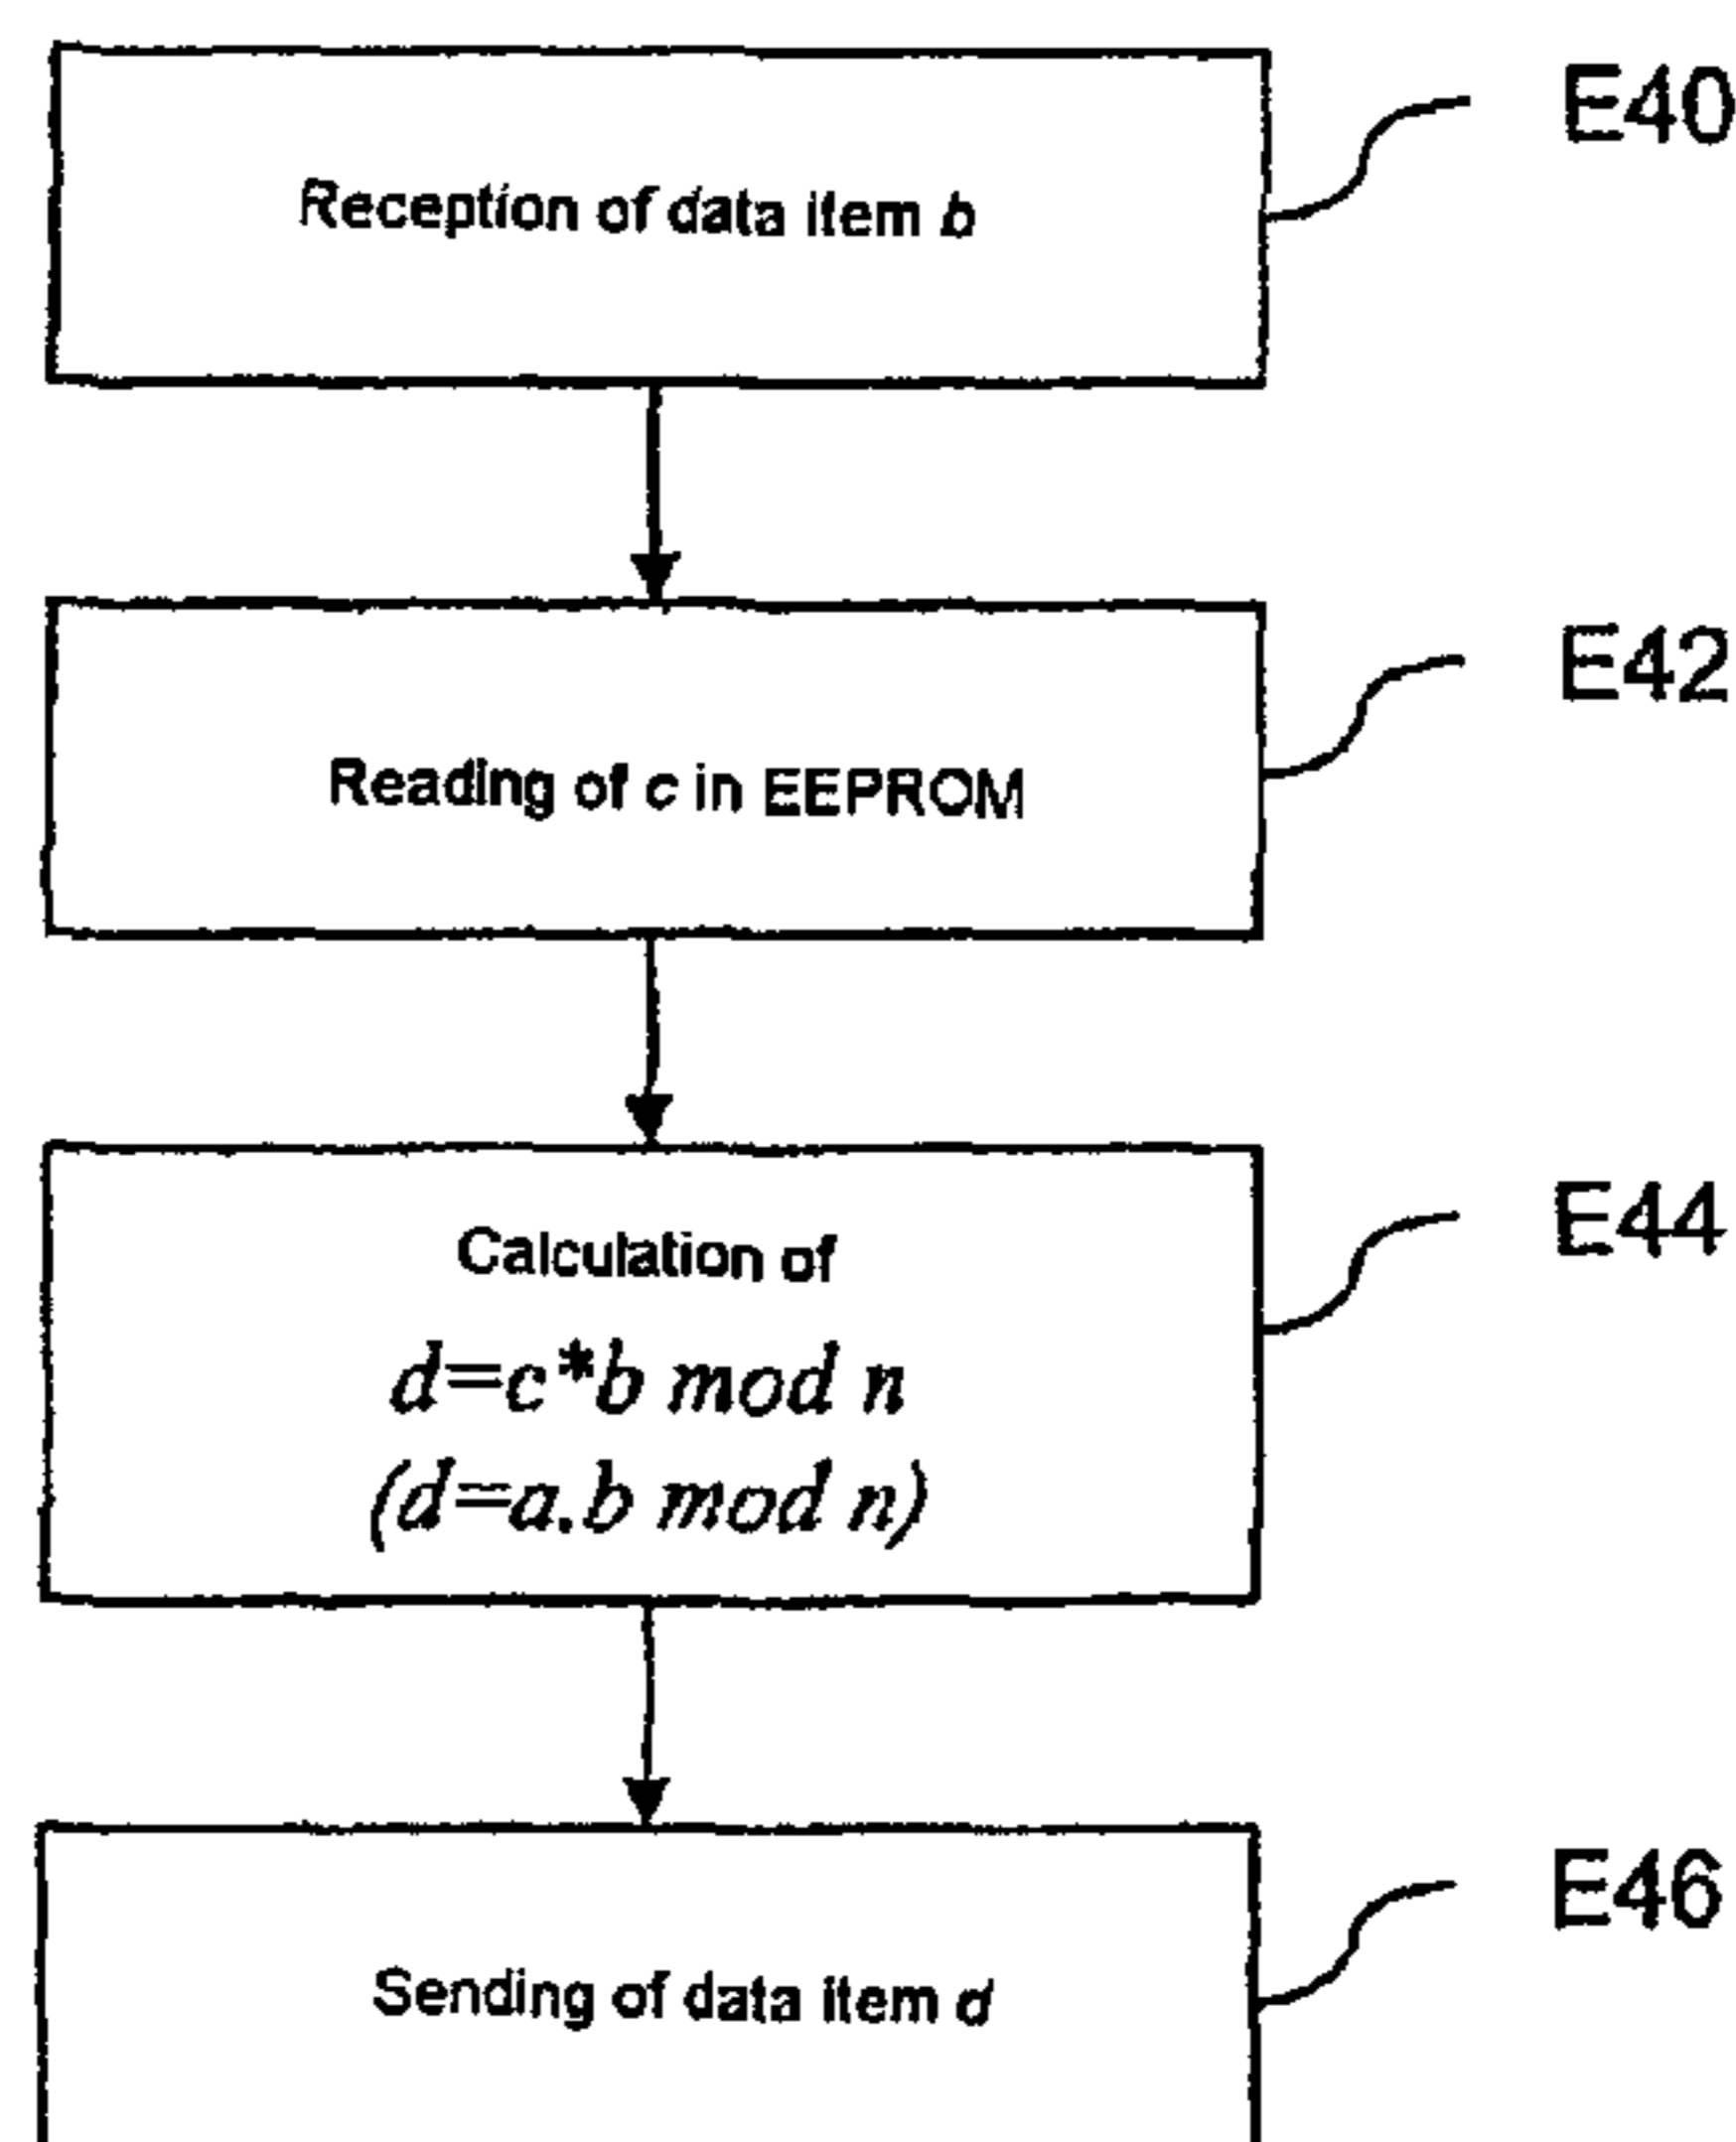 Reception of data item b
E40
Reading of c in EEPROM
E42
Calculation of
d=c*b mod n
(d=a.b mod n)
E44
Sending of data item d
E46